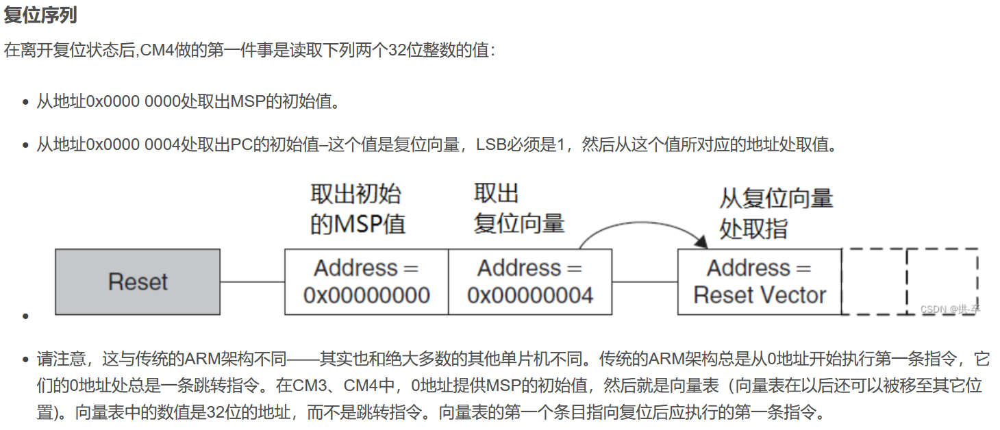 复位序列
在离开复位状态后,CM4做的第一件事是读取下列两个32位整数的值：
从地址0x0000 0000处取出MSP的初始值。
从地址0x0000 0004处取出PC的初始值–这个值是复位向量，LSB必须是1，然后从这个值所对应的地址处取值。
取出初始
的MSP值
取出
复位向量
从复位向量
处取指
Reset
Address =
0x00000000
Address =
0x00000004
Address =
Reset Vector
CSDN @拱-卒
请注意，这与传统的ARM架构不同——其实也和绝大多数的其他单片机不同。传统的ARM架构总是从0地址开始执行第一条指令，它
们的0地址处总是一条跳转指令。在CM3、CM4中，0地址提供MSP的初始值，然后就是向量表（向量表在以后还可以被移至其它位
置)。向量表中的数值是32位的地址，而不是跳转指令。向量表的第一个条目指向复位后应执行的第一条指令。